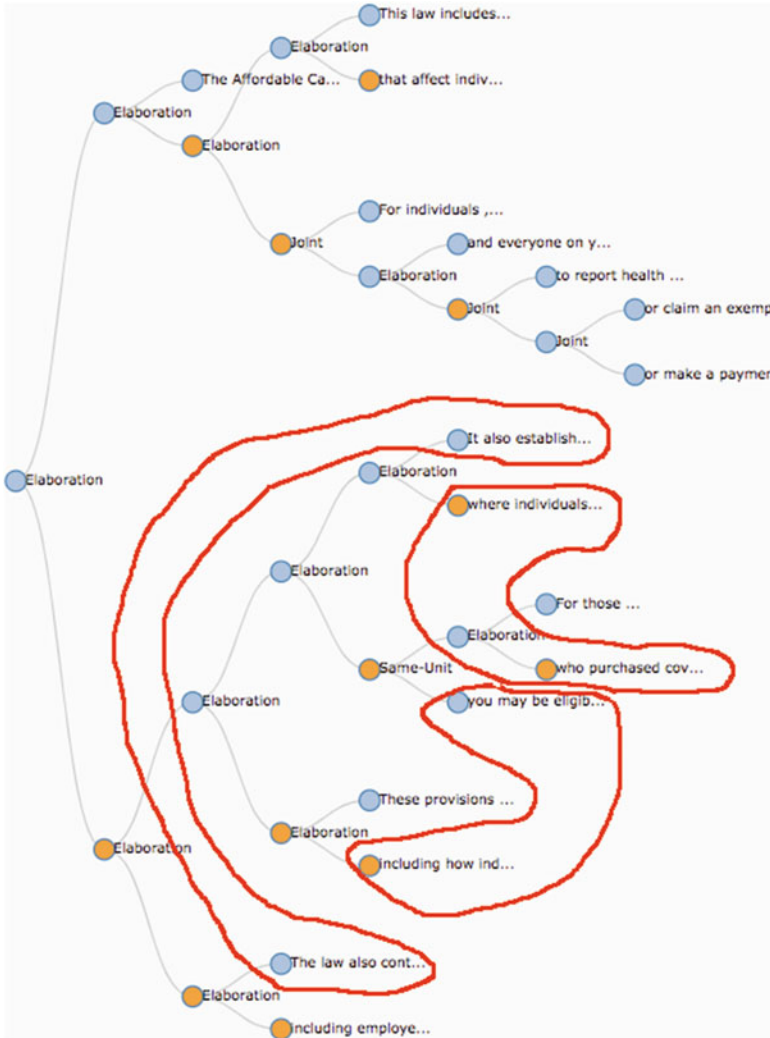 This law includes...
Elaboration
The Affordable Ca...
that affect indiv...
Elaboration
Elaboration
For individuals ,...
Joint
and everyone on y...
Elaboration
to report health ...
Joint
or claim an exemp
Joint
or make a paymer
It also establish...
Elaboration
Elaboration
where individuals...
Elaboration
For those ...
Elaboration
Same-Unit
who purchased cov...
Elaboration
you may be eligib...
These provisions ...
Elaboration
Elaboration
including how ind...
The law also cont...
Elaboration
including employe...